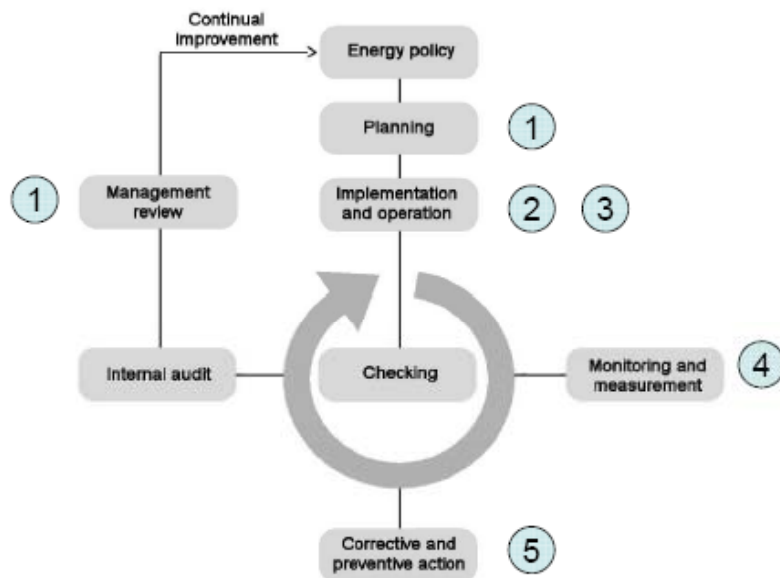 Continual
improvement
Energy policy
Planning
1
1
Management
review
Implementation
and operation
2
3
Internal audit
Checking
Monitoring and
measurement
4
Corrective and
preventive action
5